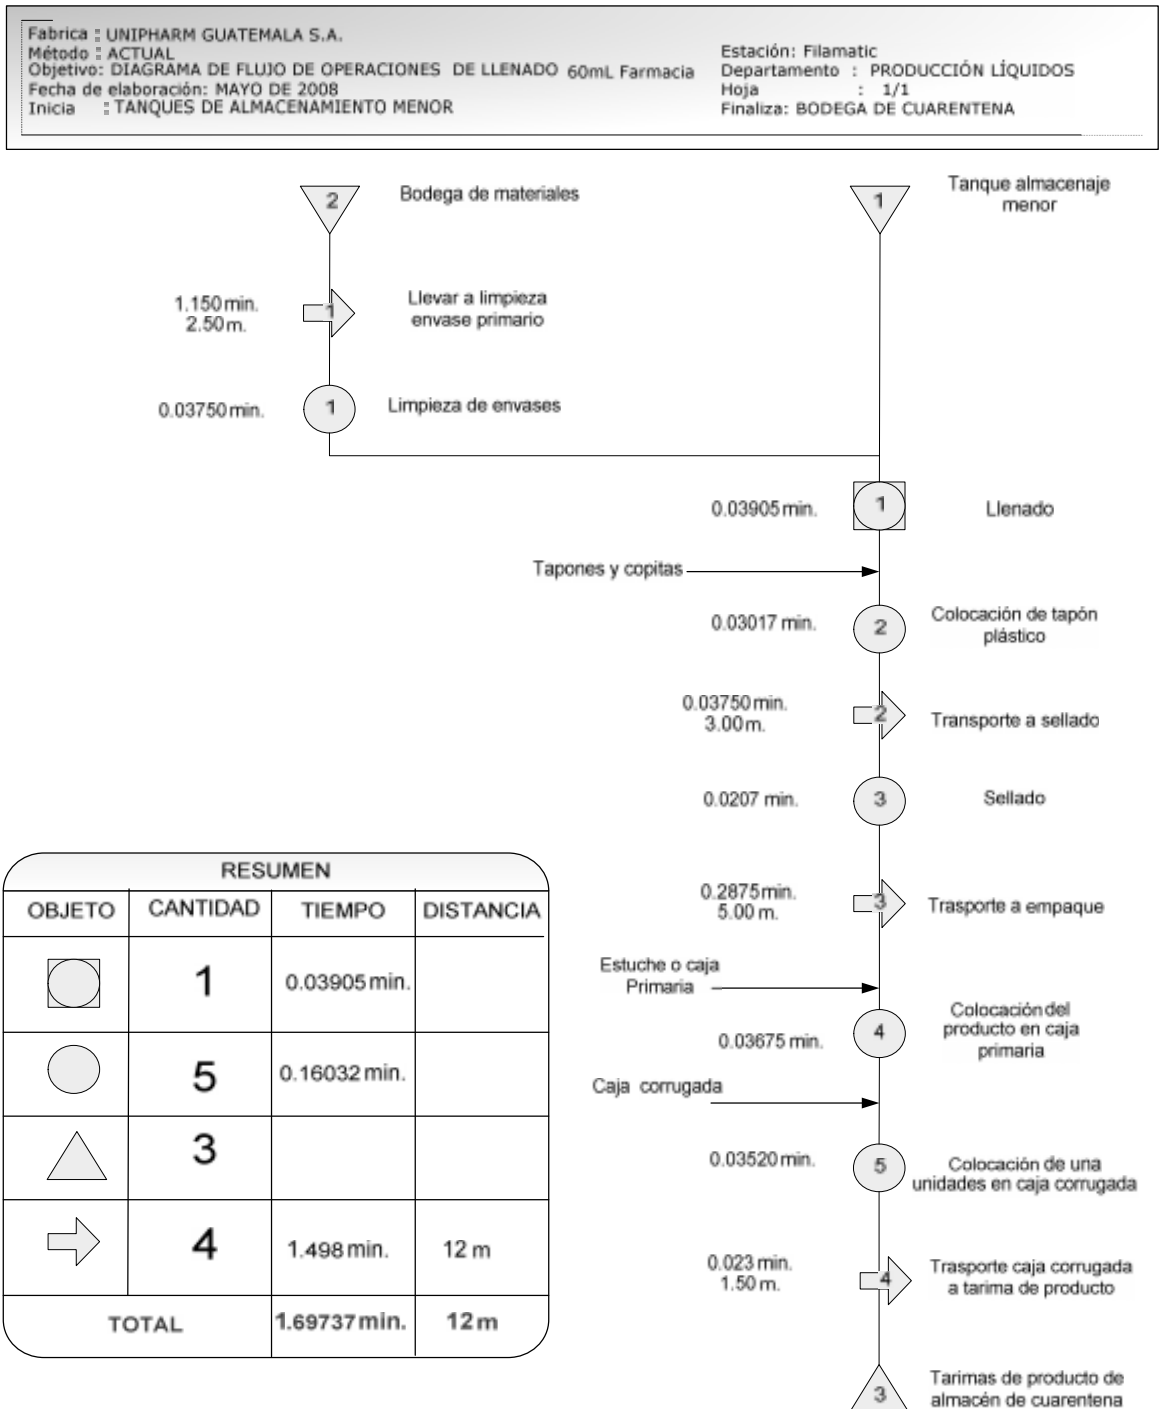 Fabrica : UNIPHARM GUATEMALA S.A.
Método : ACTUAL
Objetivo: DIAGRAMA DE FLUJO DE OPERACIONES DE LLENADO 60mL Farmacia
Fecha de elaboración: MAYO DE 2008
Inicia : TANQUES DE ALMACENAMIENTO MENOR
Estación: Filamatic
Departamento : PRODUCCIÓN LÍQUIDOS
Hoja : 1/1
Finaliza: BODEGA DE CUARENTENA
2
Bodega de materiales
1
Tanque almacenaje
menor
1.150 min.
2.50 m.
1
Llevar a limpieza
envase primario
0.03750 min.
1
Limpieza de envases
0.03905 min.
1
Llenado
Tapones y copitas
0.03017 min.
2
Colocación de tapón
plástico
0.03750 min.
3.00 m.
2
Transporte a sellado
0.0207 min.
3
Sellado
0.2875 min.
5.00 m.
3
Trasporte a empaque
Estuche o caja
Primaria
0.03675 min.
4
Colocación del
producto en caja
primaria
Caja corrugada
0.03520 min.
5
Colocación de una
unidades en caja corrugada
0.023 min.
1.50 m.
4
Trasporte caja corrugada
a tarima de producto
3
Tarimas de producto de
almacén de cuarentena
RESUMEN
OBJETO CANTIDAD TIEMPO DISTANCIA
1 0.03905 min.
5 0.16032 min.
3
4 1.498 min. 12 m
TOTAL 1.69737 min. 12 m